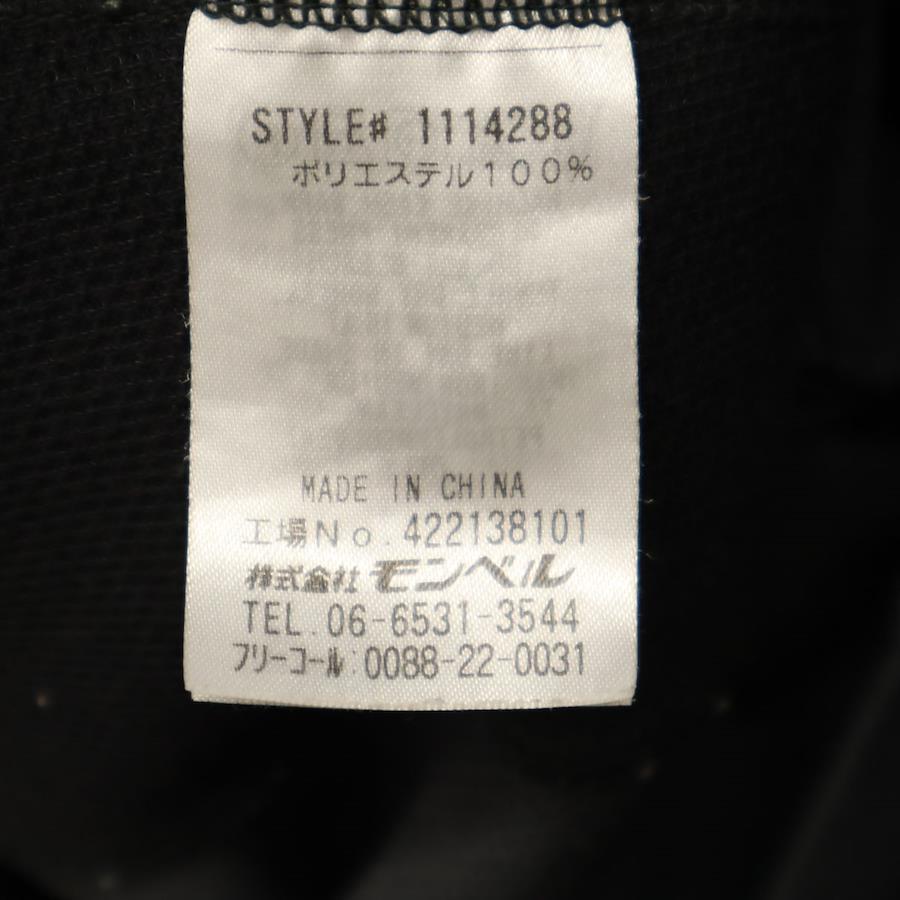 STYLE# 1114288
ポリエステル100%
MADE IN CHINA
工場No.422138101
株式会社 モンベル
TEL.06-6531-3544
フリーコール:0088-22-0031